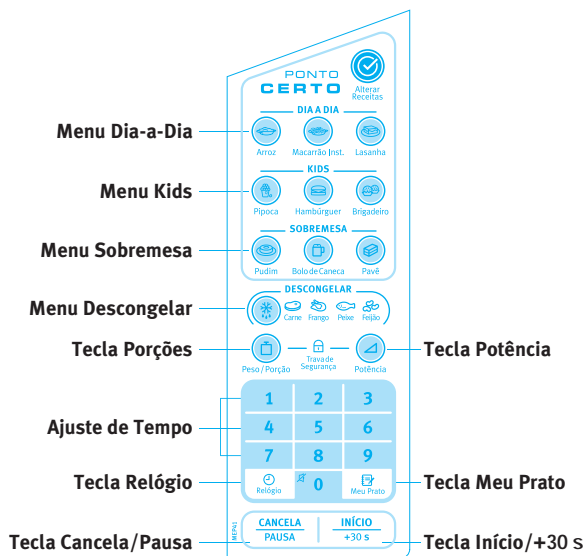 PONTO
CERTO
Alterar
Receitas
DIA A DIA
Menu Dia-a-Dia
Arroz
Macarrão Inst.
Lasanha
KIDS
Menu Kids
Pipoca
Hambúrguer
Brigadeiro
SOBREMESA
Menu Sobremesa
Pudim
Bolo de Caneca
Pavê
DESCONGELAR
Menu Descongelar
Carne
Frango
Peixe
Feijão
Tecla Porções
Tecla Potência
Peso/Porção
Trava de
Segurança
Potência
1 2 3
Ajuste de Tempo
4 5 6
7 8 9
Tecla Relógio
Relógio
0
Meu Prato
Tecla Meu Prato
MEP41
CANCELA
PAUSA
INÍCIO
+30 s
Tecla Cancela/Pausa
Tecla Início/+30 s